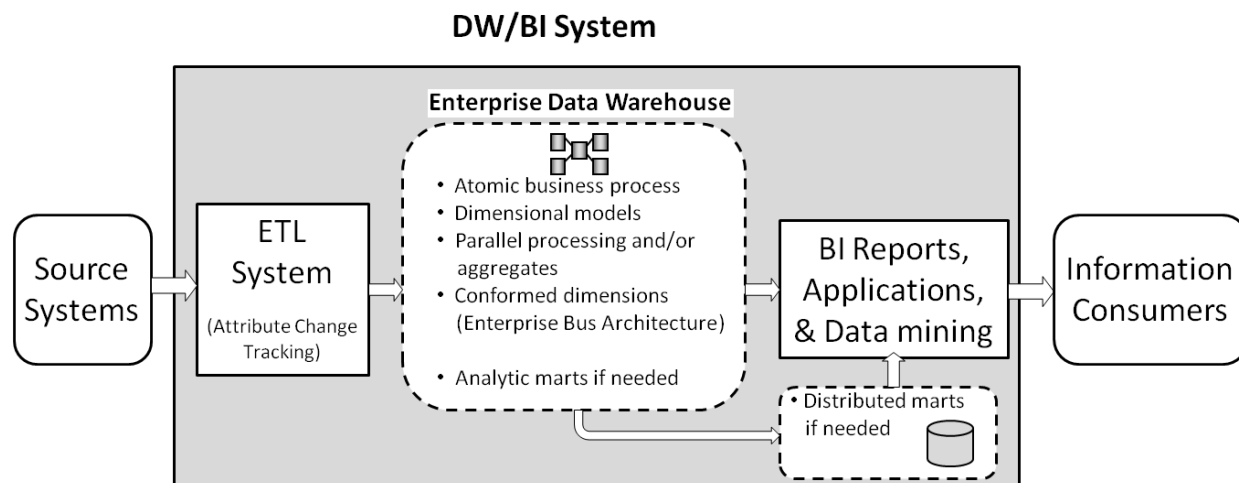 DW/BI System
Enterprise Data Warehouse
• Atomic business process
• Dimensional models
• Parallel processing and/or
aggregates
• Conformed dimensions
(Enterprise Bus Architecture)
• Analytic marts if needed
Source
Systems
ETL
System
(Attribute Change
Tracking)
BI Reports,
Applications,
& Data mining
• Distributed marts
if needed
Information
Consumers